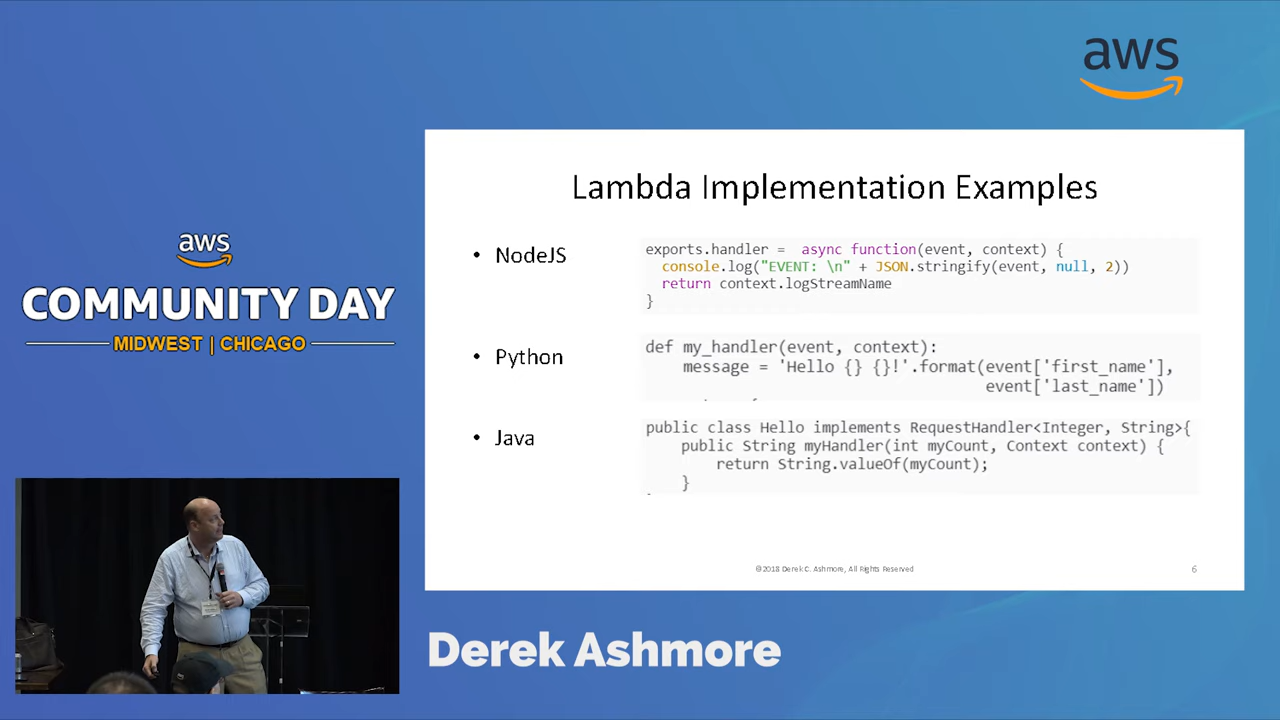 aws
aws
COMMUNITY DAY
MIDWEST | CHICAGO
Lambda Implementation Examples
• NodeJS
exports.handler =  async function(event, context) {
  console.log("EVENT: \n" + JSON.stringify(event, null, 2))
  return context.logStreamName
}
• Python
def my_handler(event, context):
    message = 'Hello {} {}!'.format(event['first_name'],
                                    event['last_name'])
• Java
public class Hello implements RequestHandler<Integer, String>{
    public String myHandler(int myCount, Context context) {
        return String.valueOf(myCount);
    }
©2018 Derek C. Ashmore, All Rights Reserved
6
Derek Ashmore